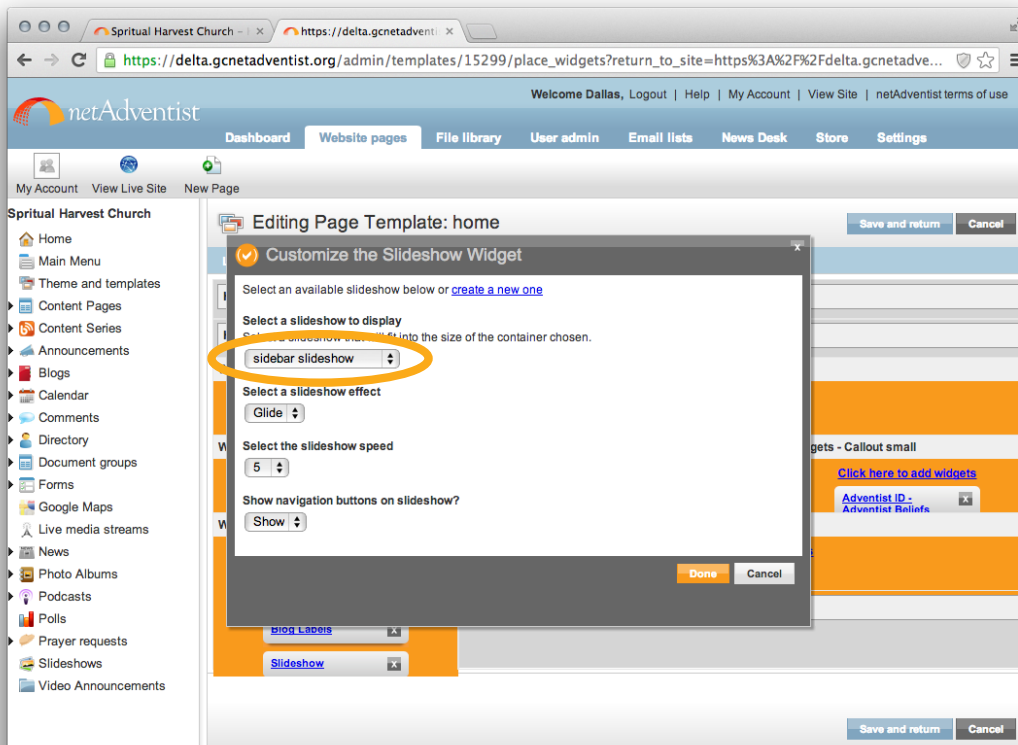 Spritual Harvest Church –
https://delta.gcnetadventi
https://delta.gcnetadventist.org/admin/templates/15299/place_widgets?return_to_site=https%3A%2F%2Fdelta.gcnetadve...
Welcome Dallas, Logout | Help | My Account | View Site | netAdventist terms of use
netAdventist
Dashboard Website pages File library User admin Email lists News Desk Store Settings
My Account View Live Site New Page
Spritual Harvest Church
Home
Main Menu
Theme and templates
Content Pages
Content Series
Announcements
Blogs
Calendar
Comments
Directory
Document groups
Forms
Google Maps
Live media streams
News
Photo Albums
Podcasts
Polls
Prayer requests
Slideshows
Video Announcements
Editing Page Template: home
Save and return Cancel
Customize the Slideshow Widget
x
Select an available slideshow below or create a new one
Select a slideshow to display
Select a slideshow that will fit into the size of the container chosen.
sidebar slideshow
Select a slideshow effect
Glide
Select the slideshow speed
5
Show navigation buttons on slideshow?
Show
Done Cancel
gets - Callout small
Click here to add widgets
Adventist ID - x
Adventist Beliefs
W
W
Blog Labels x
Slideshow x
Save and return Cancel